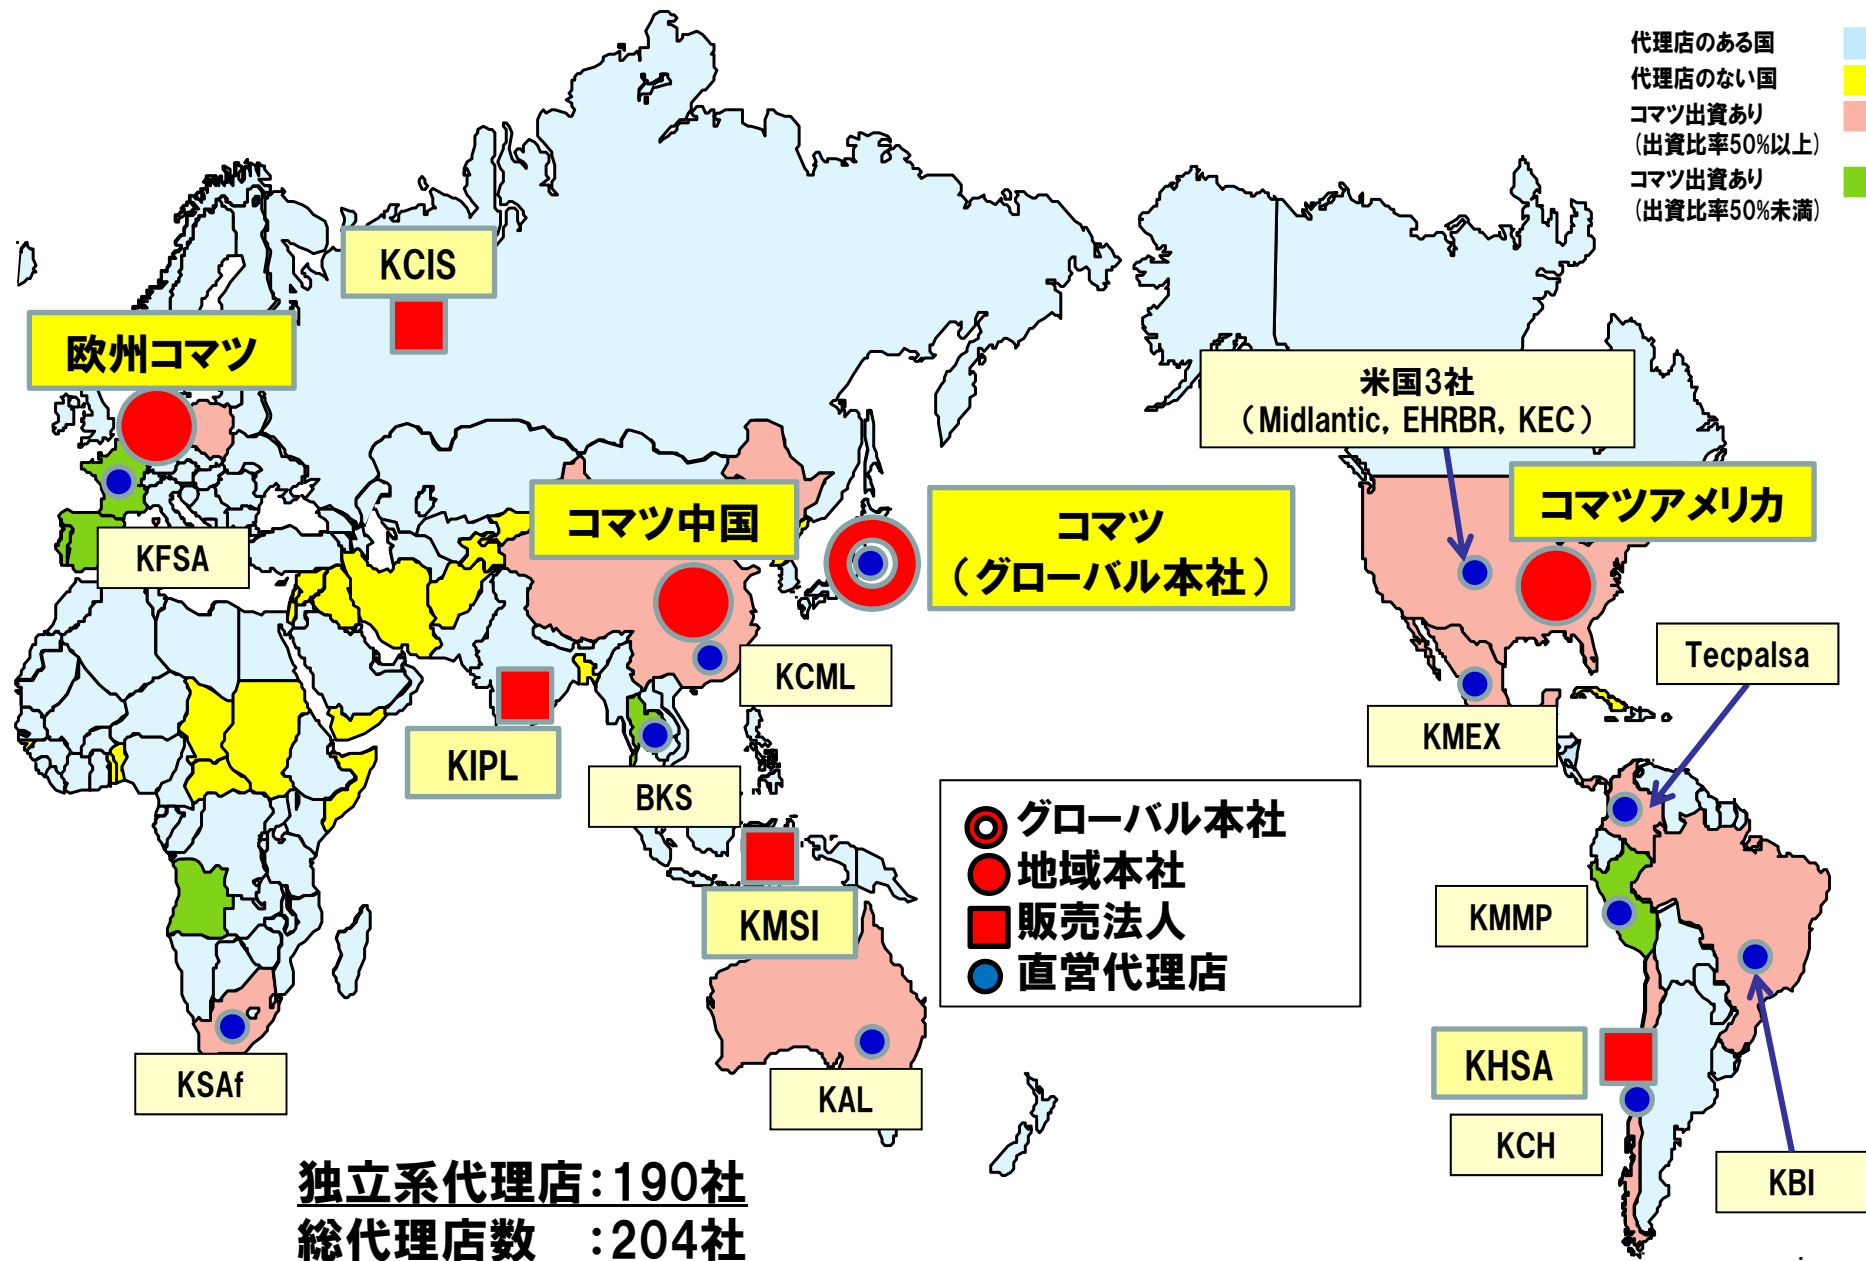 代理店のある国
代理店のない国
コマツ出資あり
(出資比率50%以上)
コマツ出資あり
(出資比率50%未満)
KCIS
欧州コマツ
米国3社
（Midlantic, EHRBR, KEC）
コマツ中国
コマツ
（グローバル本社）
コマツアメリカ
KFSA
KCML
Tecpalsa
KIPL
KMEX
BKS
グローバル本社
地域本社
販売法人
直営代理店
KMSI
KMMP
KSAf
KAL
KHSA
KCH
KBI
独立系代理店：190社
総代理店数　：204社